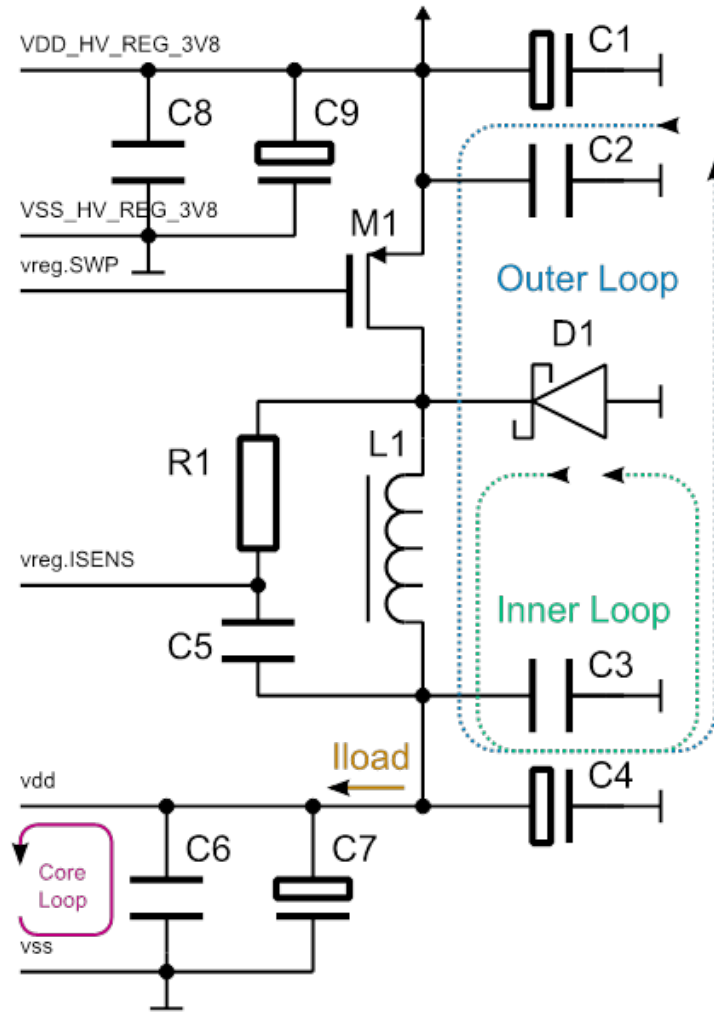 VDD_HV_REG_3V8
C1
C8
C9
C2
VSS_HV_REG_3V8
M1
vreg.SWP
Outer Loop
D1
L1
R1
vreg.ISENS
Inner Loop
C5
C3
Iload
vdd
C4
C6
C7
Core
Loop
vss